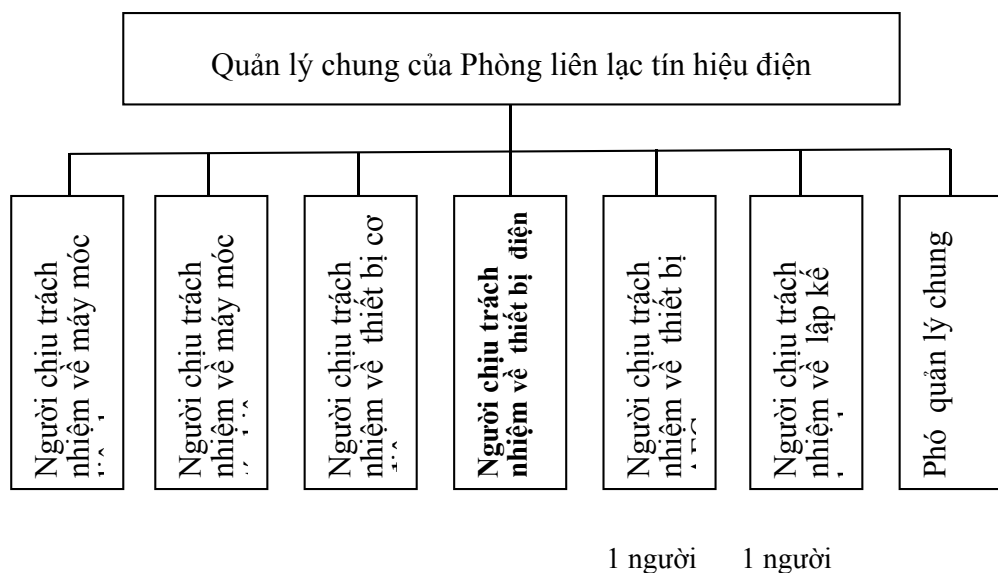 Quản lý chung của Phòng liên lạc tín hiệu điện
Người chịu trách
nhiệm về máy móc
Người chịu trách
nhiệm về máy móc
Người chịu trách
nhiệm về thiết bị cơ
Người chịu trách
nhiệm về thiết bị điện
Người chịu trách
nhiệm về thiết bị
Người chịu trách
nhiệm về lập kế
Phó quản lý chung
1 người
1 người